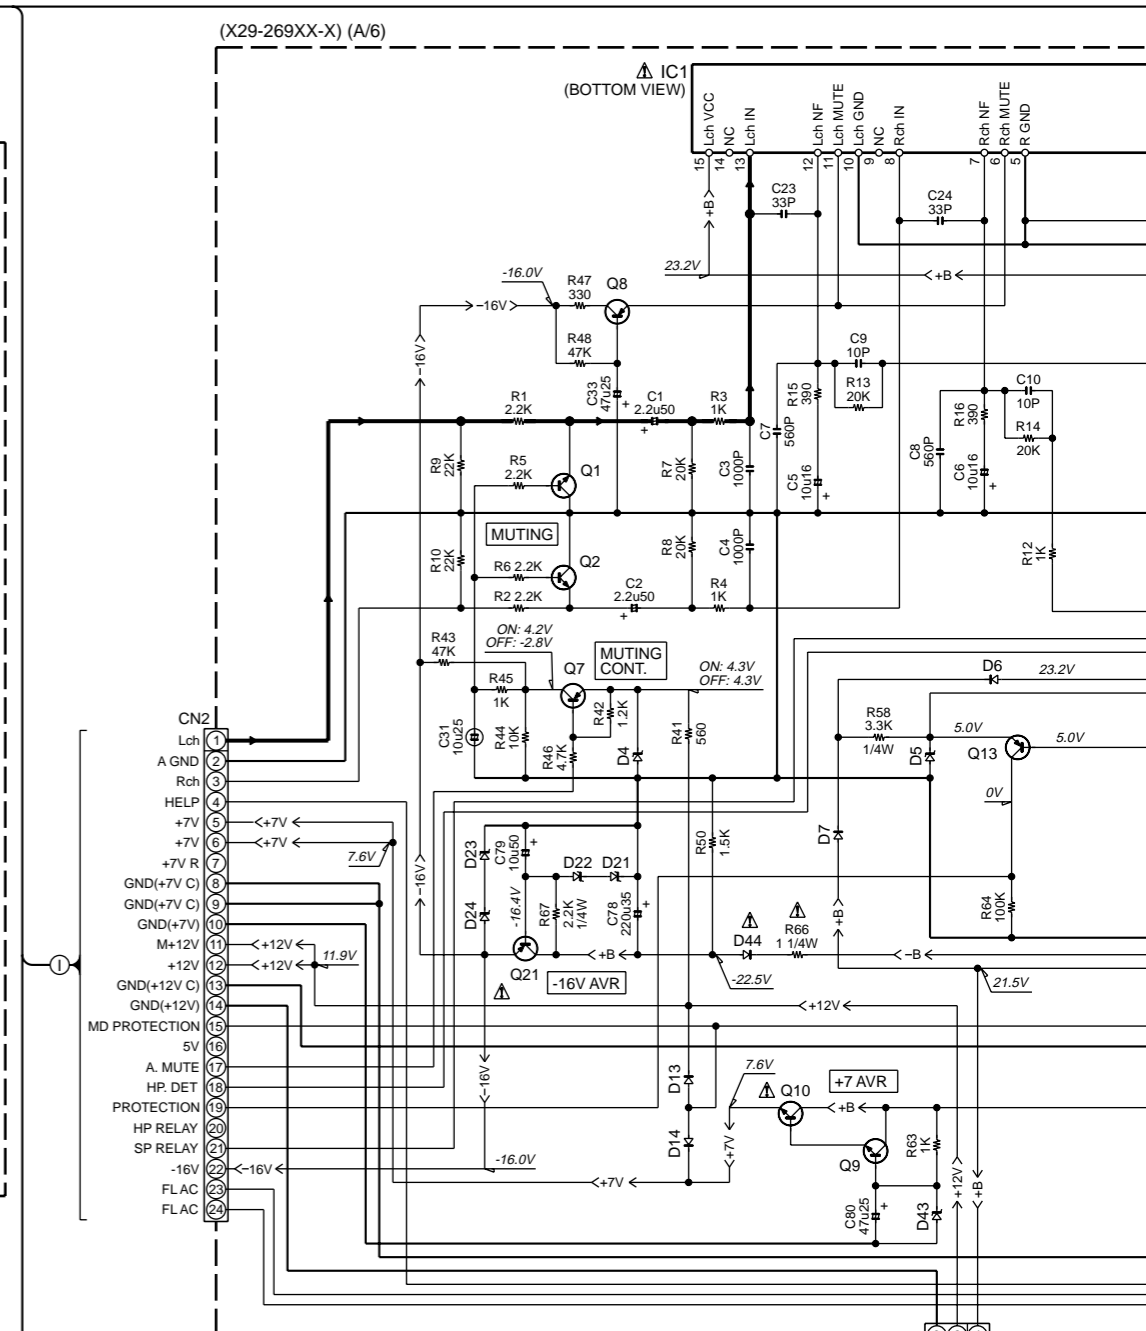 (X29-269XX-X) (A/6)
⚠ IC1
(BOTTOM VIEW)
Lch VCC
NC
Lch IN
Lch NF
Lch MUTE
Lch GND
NC
Rch IN
Rch NF
Rch MUTE
R GND
15
14
13
12
11
10
9
8
7
6
5
C23
33P
C24
33P
+B
23.2V
+B
-16.0V
R47
330
Q8
−16V
R48
47K
−16V
C33
47u25
+
C9
10P
R15
390
R13
20K
C10
10P
R16
390
R14
20K
R1
2.2K
C1
2.2u50
+
R3
1K
C7
560P
C8
560P
R9
22K
R5
2.2K
Q1
R7
20K
C3
1000P
C5
10u16
+
C6
10u16
+
MUTING
R10
22K
R6 2.2K
Q2
R8
20K
C4
1000P
R12
1K
R2 2.2K
C2
2.2u50
+
R4
1K
ON: 4.2V
OFF: -2.8V
R43
47K
MUTING
CONT.
Q7
ON: 4.3V
OFF: 4.3V
D6
23.2V
R45
1K
R42
1.2K
CN2
C31
10u25
R44
10K
R46
4.7K
D4
R41
560
R58
3.3K
1/4W
5.0V
D5
Q13
5.0V
Lch
1
A GND
2
Rch
3
HELP
4
+7V
5
+7V
+7V
6
+7V
7.6V
+7V R
7
GND(+7V C)
8
GND(+7V C)
9
GND(+7V)
10
M+12V
11
+12V
+12V
12
+12V
11.9V
GND(+12V C)
13
GND(+12V)
14
MD PROTECTION
15
5V
16
A. MUTE
17
HP. DET
18
PROTECTION
19
HP RELAY
20
SP RELAY
21
-16V
22
−16V
FL AC
23
FL AC
24
I
0V
D7
D23
C79
10u50
+
R50
1.5K
D22
D21
−16V
D24
-16.4V
R67
2.2K
1/4W
C78
220u35
+
R64
100K
+B
⚠
D44
⚠
R66
1 1/4W
Q21
⚠
+B
-16V AVR
−B
-22.5V
21.5V
+12V
−16V
D13
7.6V
⚠ Q10
+7 AVR
+B
D14
+7V
Q9
R63
1K
-16.0V
+7V
+12V
+B
C80
47u25
+
D43